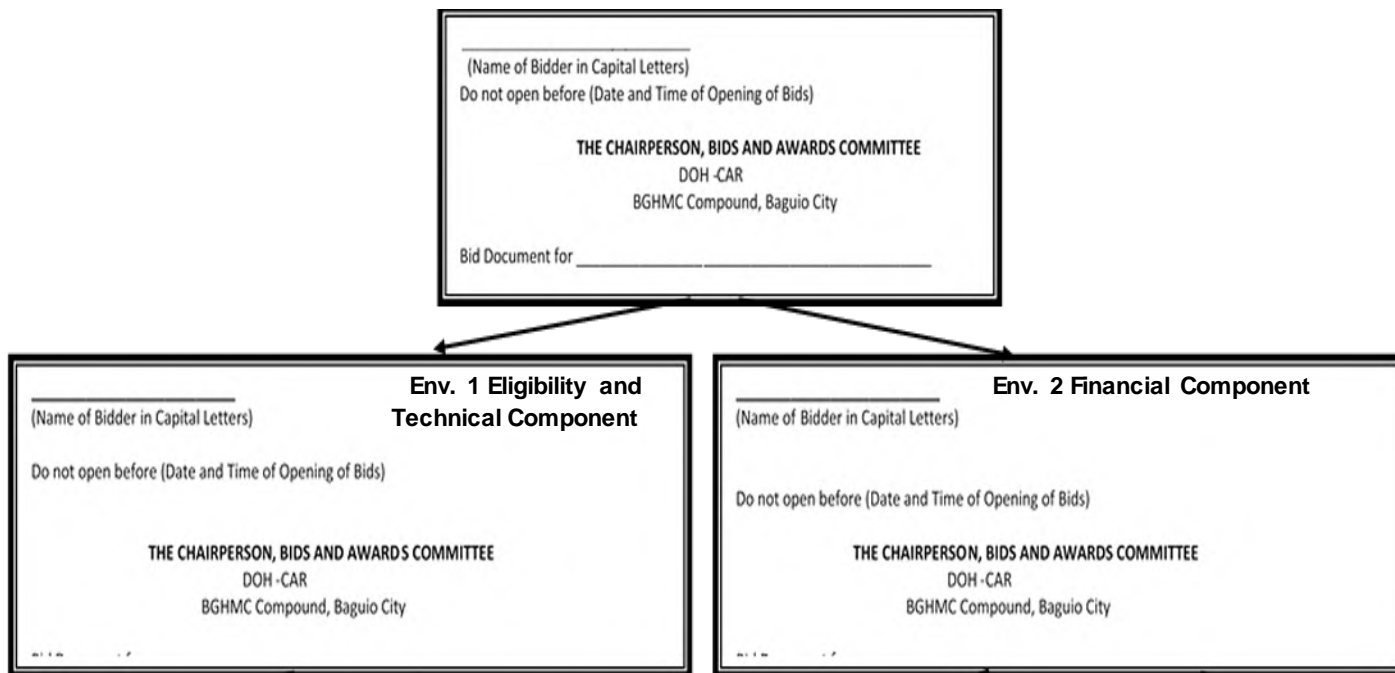 (Name of Bidder in Capital Letters)
Do not open before (Date and Time of Opening of Bids)
THE CHAIRPERSON, BIDS AND AWARDS COMMITTEE
DOH -CAR
BGHMC Compound, Baguio City
Bid Document for
Env. 1 Eligibility and
Technical Component
(Name of Bidder in Capital Letters)
Do not open before (Date and Time of Opening of Bids)
THE CHAIRPERSON, BIDS AND AWARDS COMMITTEE
DOH -CAR
BGHMC Compound, Baguio City
Env. 2 Financial Component
(Name of Bidder in Capital Letters)
Do not open before (Date and Time of Opening of Bids)
THE CHAIRPERSON, BIDS AND AWARDS COMMITTEE
DOH -CAR
BGHMC Compound, Baguio City